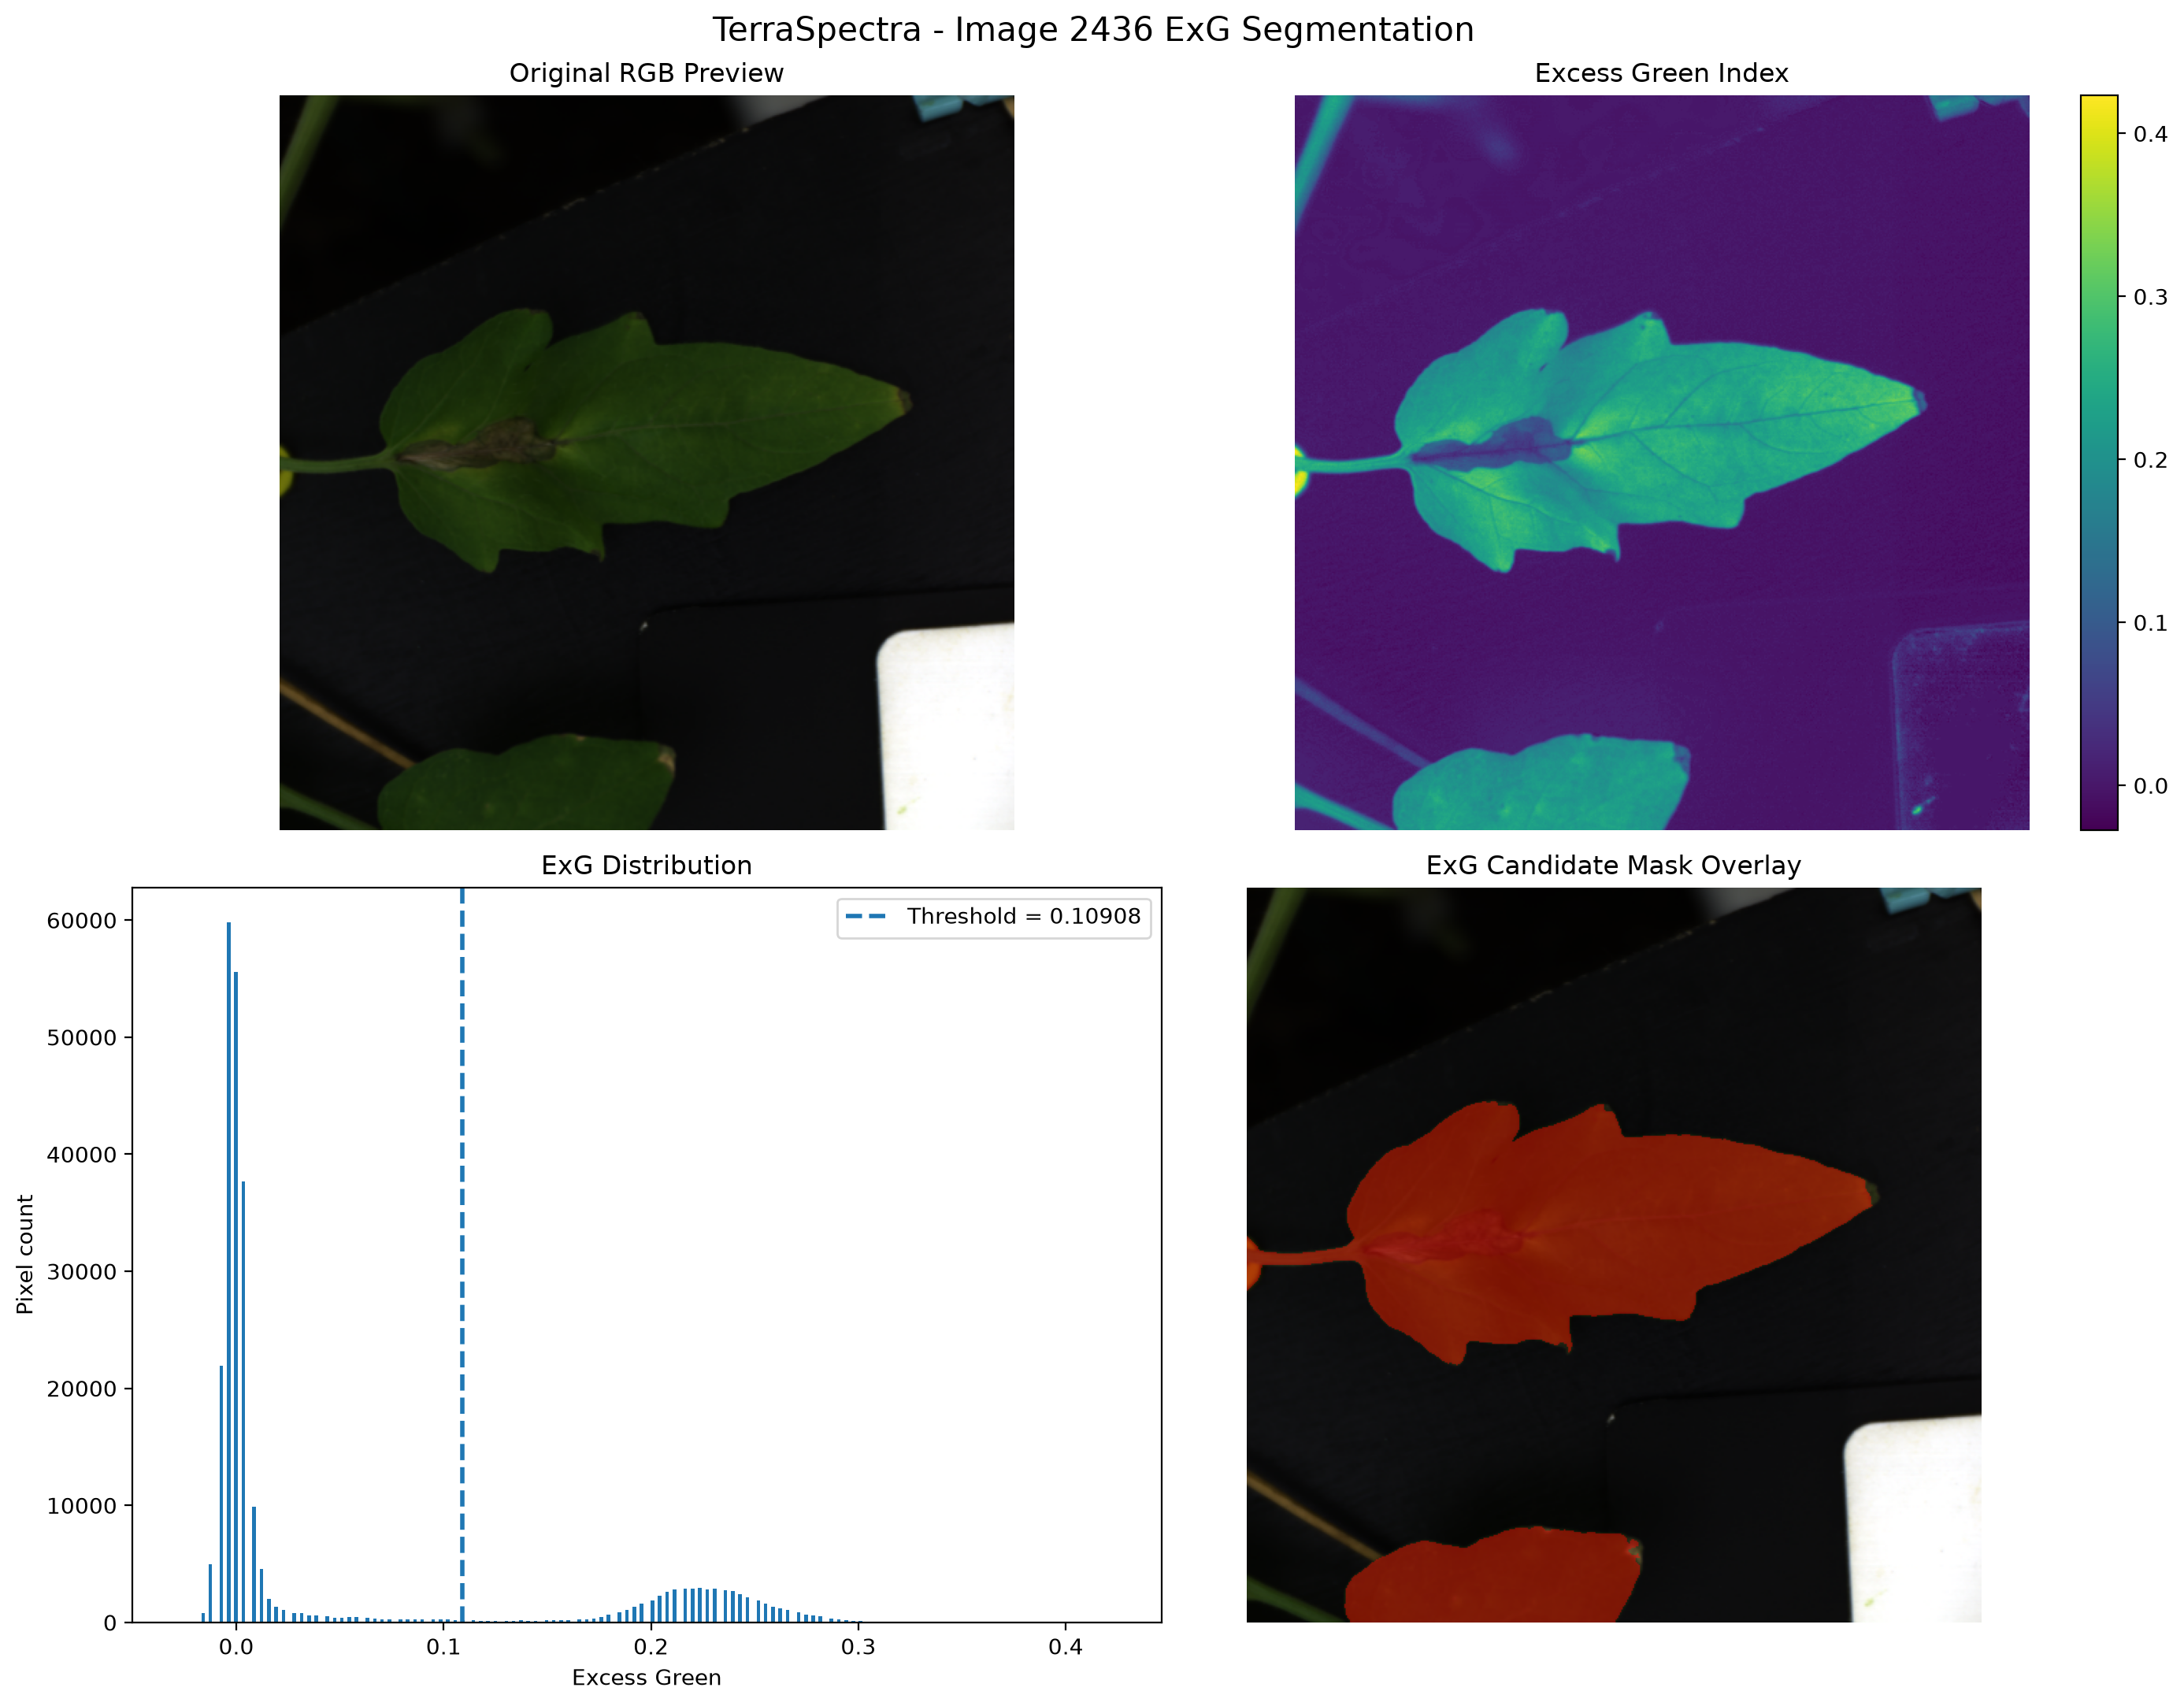 TerraSpectra - Image 2436 ExG Segmentation
Original RGB Preview
Excess Green Index
0.4
0.3
0.2
0.1
0.0
ExG Distribution
Threshold = 0.10908
60000
50000
40000
30000
20000
10000
0
Pixel count
0.0 0.1 0.2 0.3 0.4
Excess Green
ExG Candidate Mask Overlay